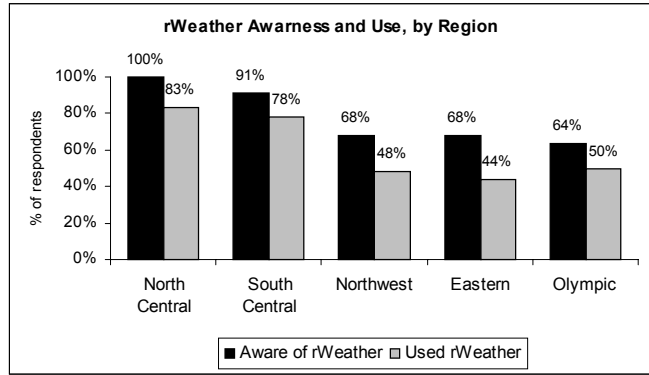 rWeather Awarness and Use, by Region
100%
91%
83%
78%
68%
68%
64%
48%
44%
50%
% of respondents
100%
80%
60%
40%
20%
0%
North
Central
South
Central
Northwest
Eastern
Olympic
Aware of rWeather
Used rWeather